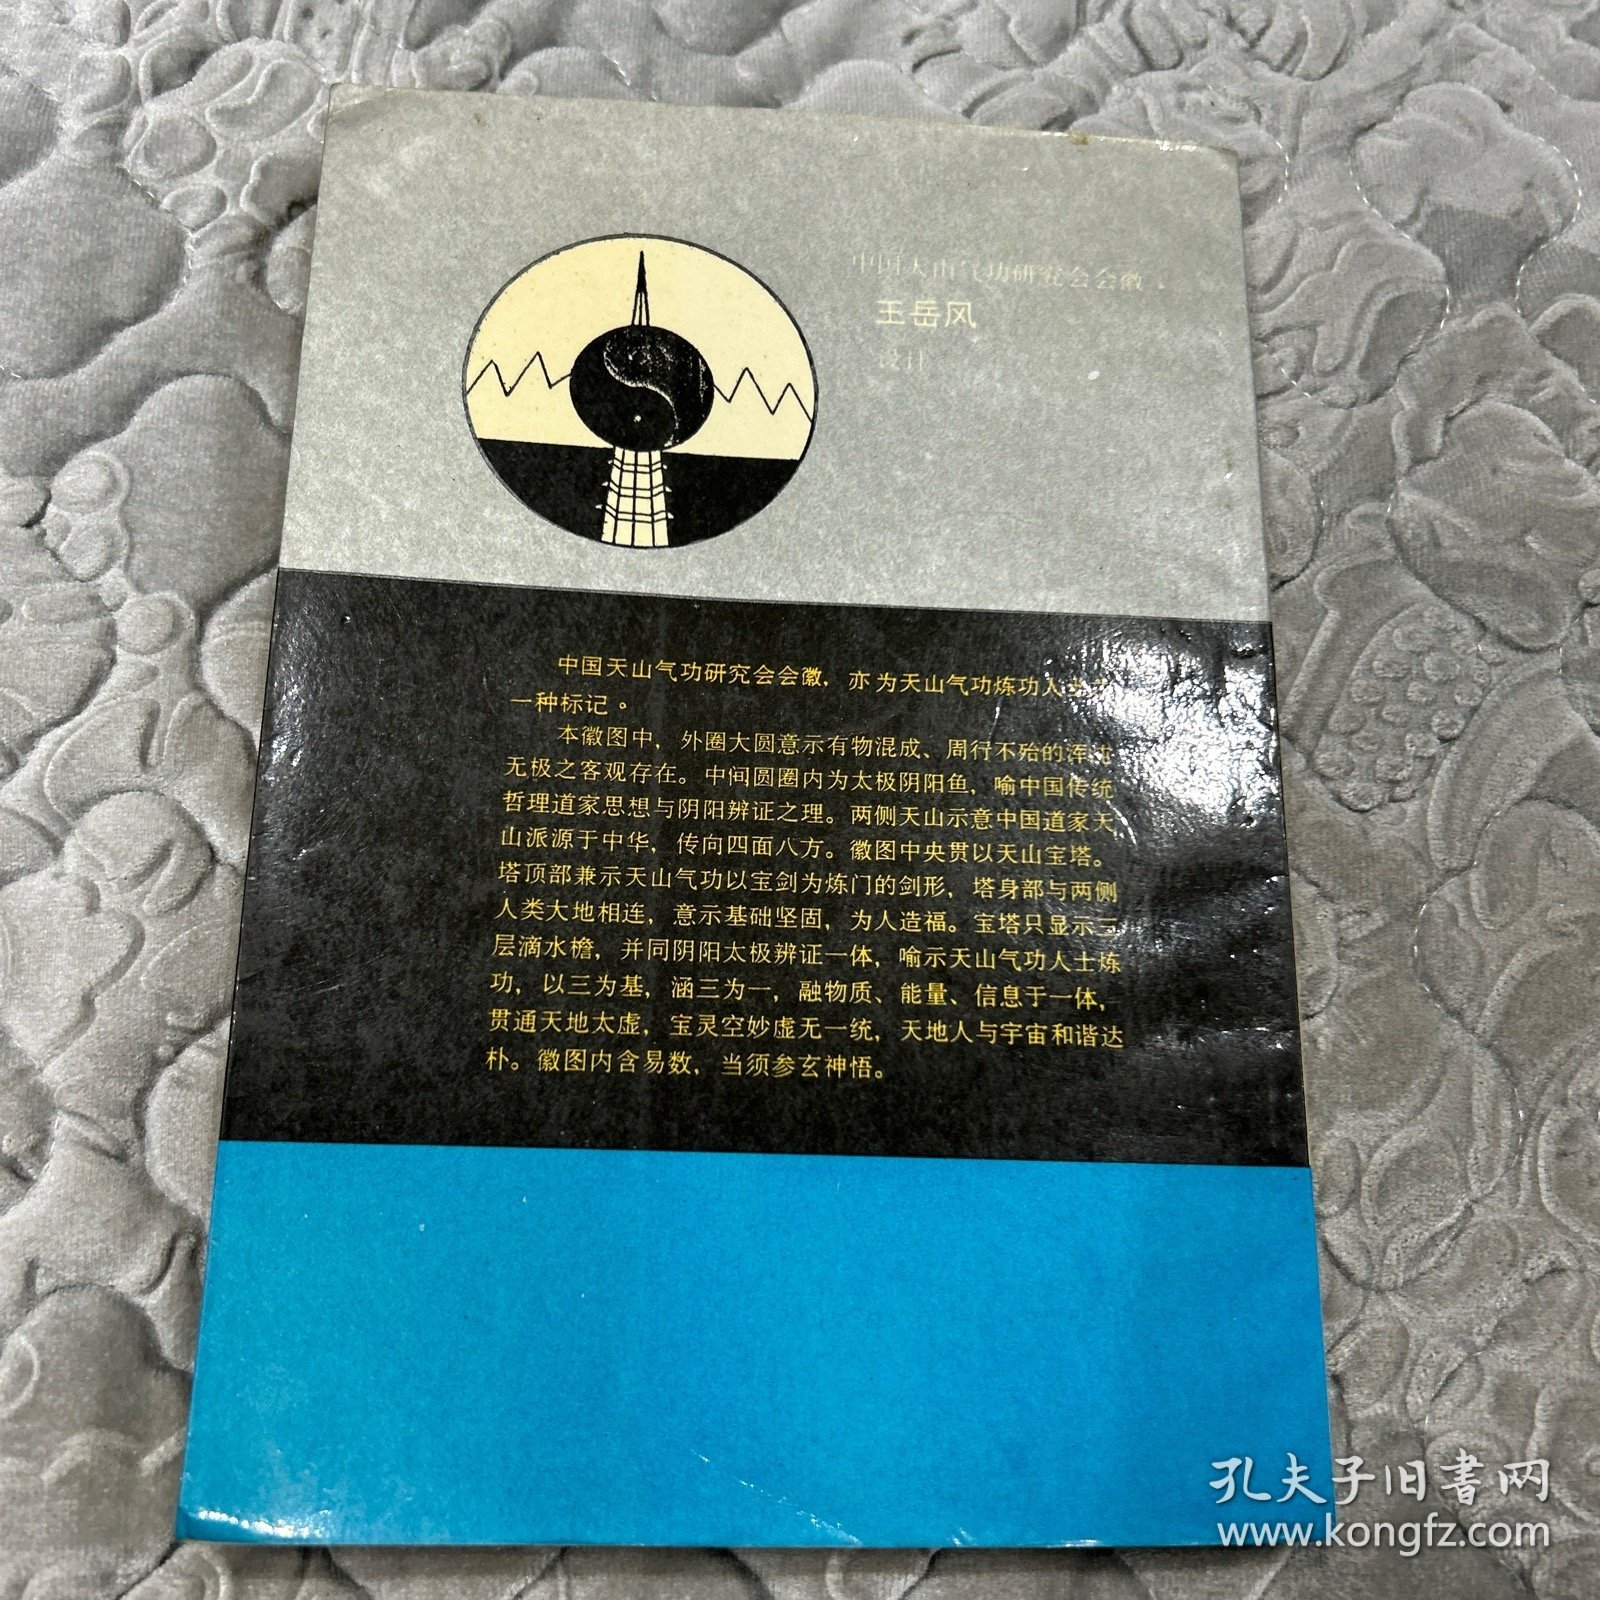 中国天山气功研究会会徽
王岳风
设计
中国天山气功研究会会徽，亦为天山气功炼功人
一种标记。
本徽图中，外圈大圆意示有物混成、周行不殆的浑
无极之客观存在。中间圆圈内为太极阴阳鱼，喻中国传统
哲理道家思想与阴阳辨证之理。两侧天山示意中国道家天
山派源于中华，传向四面八方。徽图中央贯以天山宝塔。
塔顶部兼示天山气功以宝剑为炼门的剑形，塔身部与两侧
人类大地相连，意示基础坚固，为人造福。宝塔只显示三
层滴水檐，并同阴阳太极辨证一体，喻示天山气功人士炼
功，以三为基，涵三为一，融物质、能量、信息于一体，
贯通天地太虚，宝灵空妙虚无一统，天地人与宇宙和谐达
朴。徽图内含易数，当须参玄神悟。
孔夫子旧书网
www.kongfz.com